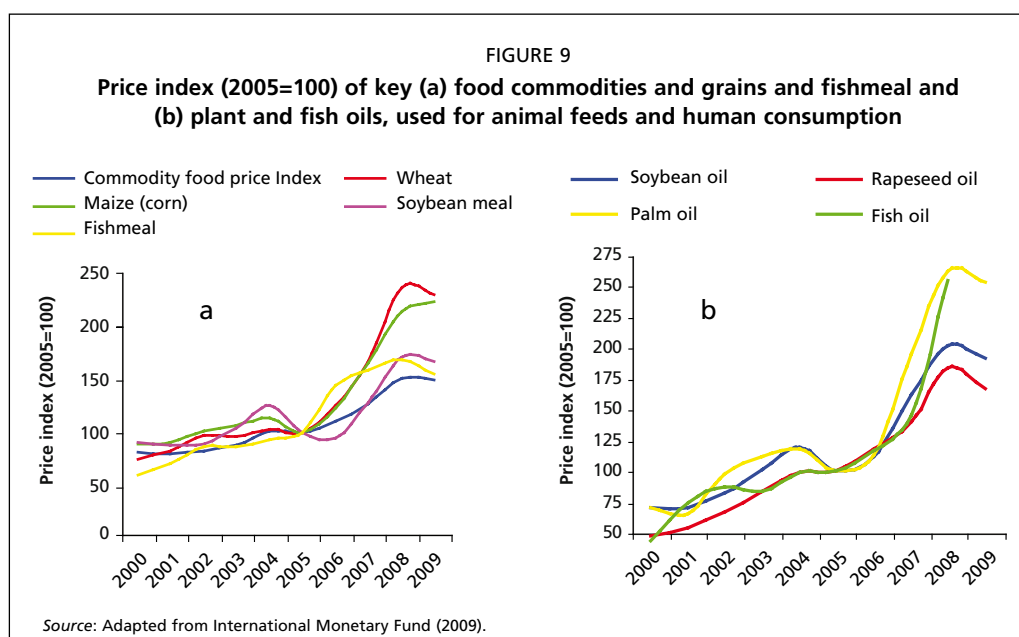 FIGURE 9
Price index (2005=100) of key (a) food commodities and grains and fishmeal and
(b) plant and fish oils, used for animal feeds and human consumption
Commodity food price Index
Wheat
Maize (corn)
Soybean meal
Fishmeal
Soybean oil
Rapeseed oil
Palm oil
Fish oil
Price index (2005=100)
250
200
150
100
50
0
a
2000
2001
2002
2003
2004
2005
2006
2007
2008
2009
Price index (2005=100)
275
250
225
200
175
150
125
100
75
50
b
2000
2001
2002
2003
2004
2005
2006
2007
2008
2009
Source: Adapted from International Monetary Fund (2009).